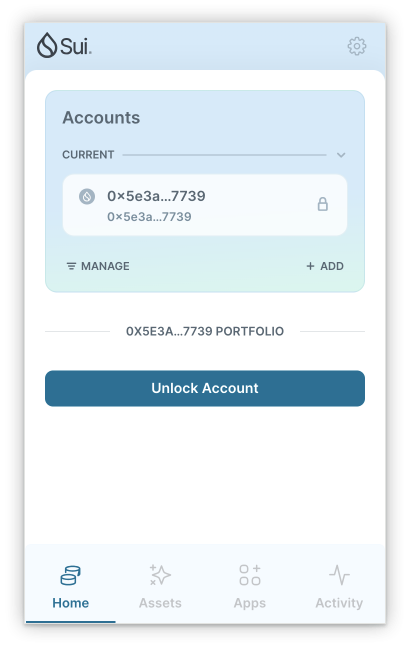 Sui.
Accounts
CURRENT
0×5e3a...7739
0×5e3a...7739
MANAGE
+ ADD
0X5E3A...7739 PORTFOLIO
Unlock Account
Home
Assets
Apps
Activity